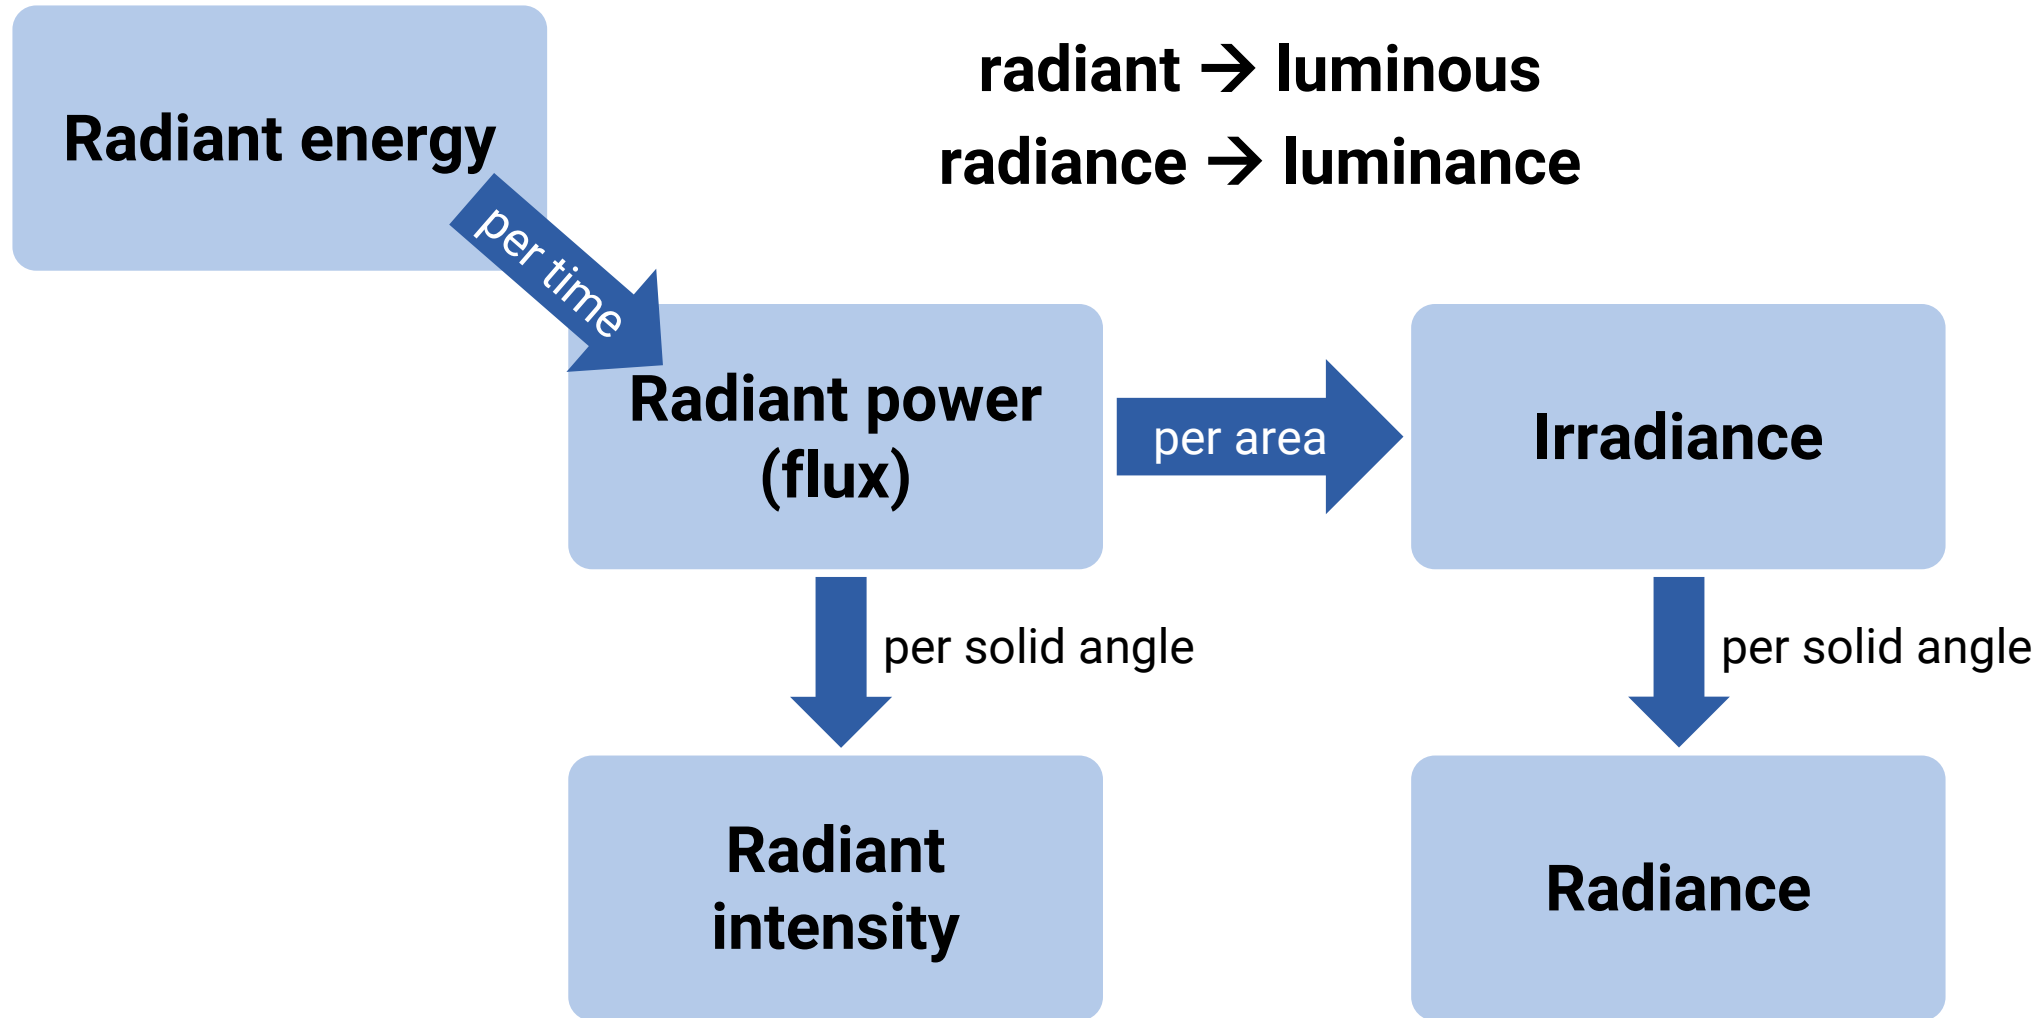 Radiant energy
radiant → luminous
radiance → luminance
per time
Radiant power
(flux)
per area
Irradiance
per solid angle
per solid angle
Radiant
intensity
Radiance